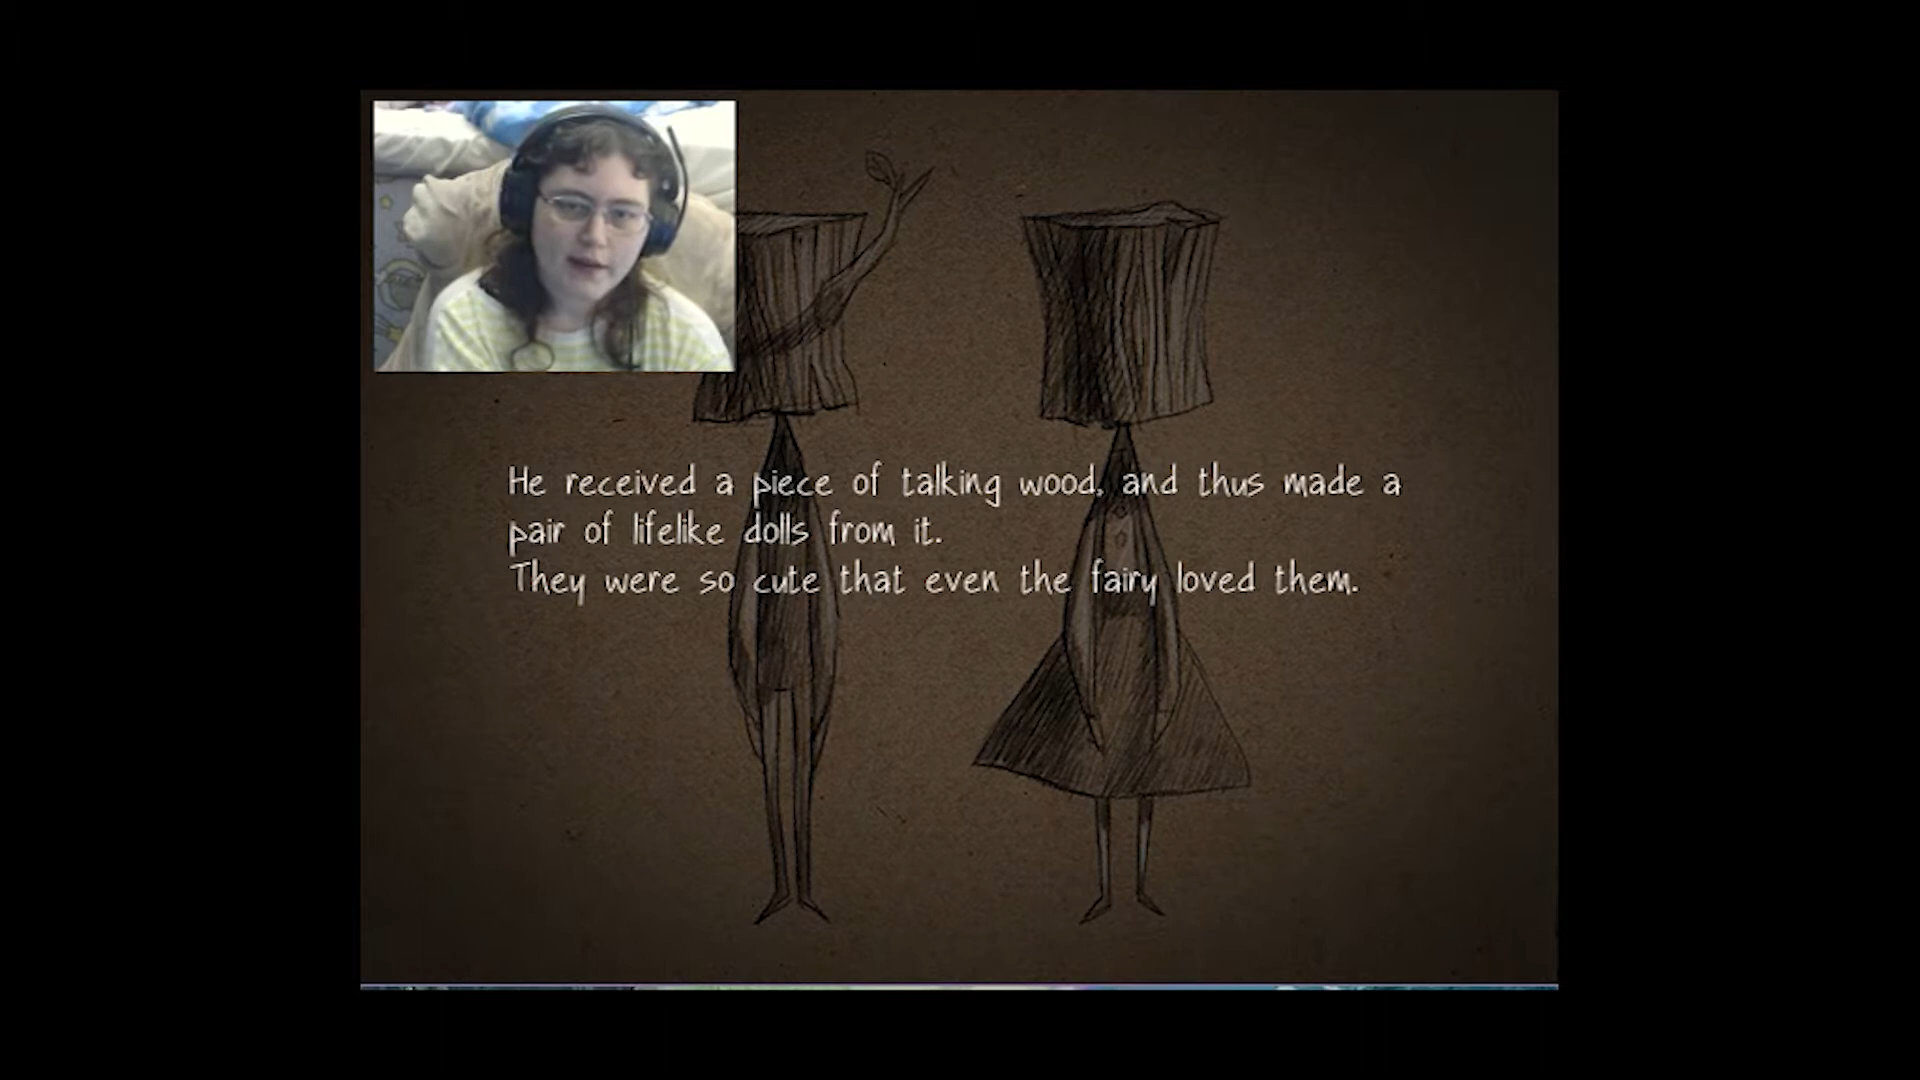 He received a piece of talking wood, and thus made a
pair of lifelike dolls from it.
They were so cute that even the fairy loved them.